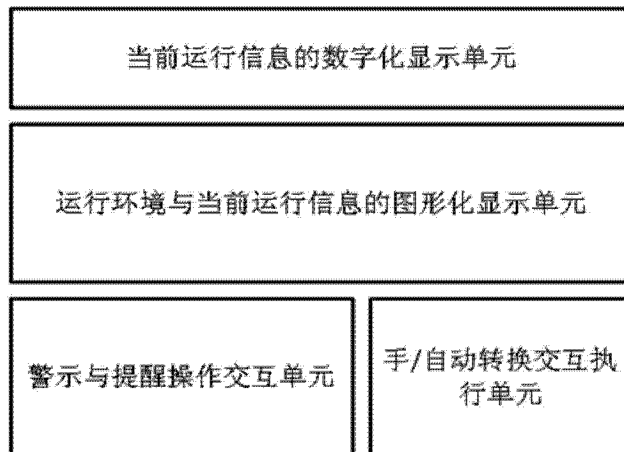 当前运行信息的数字化显示单元
运行环境与当前运行信息的图形化显示单元
警示与提醒操作交互单元
手/自动转换交互执
行单元